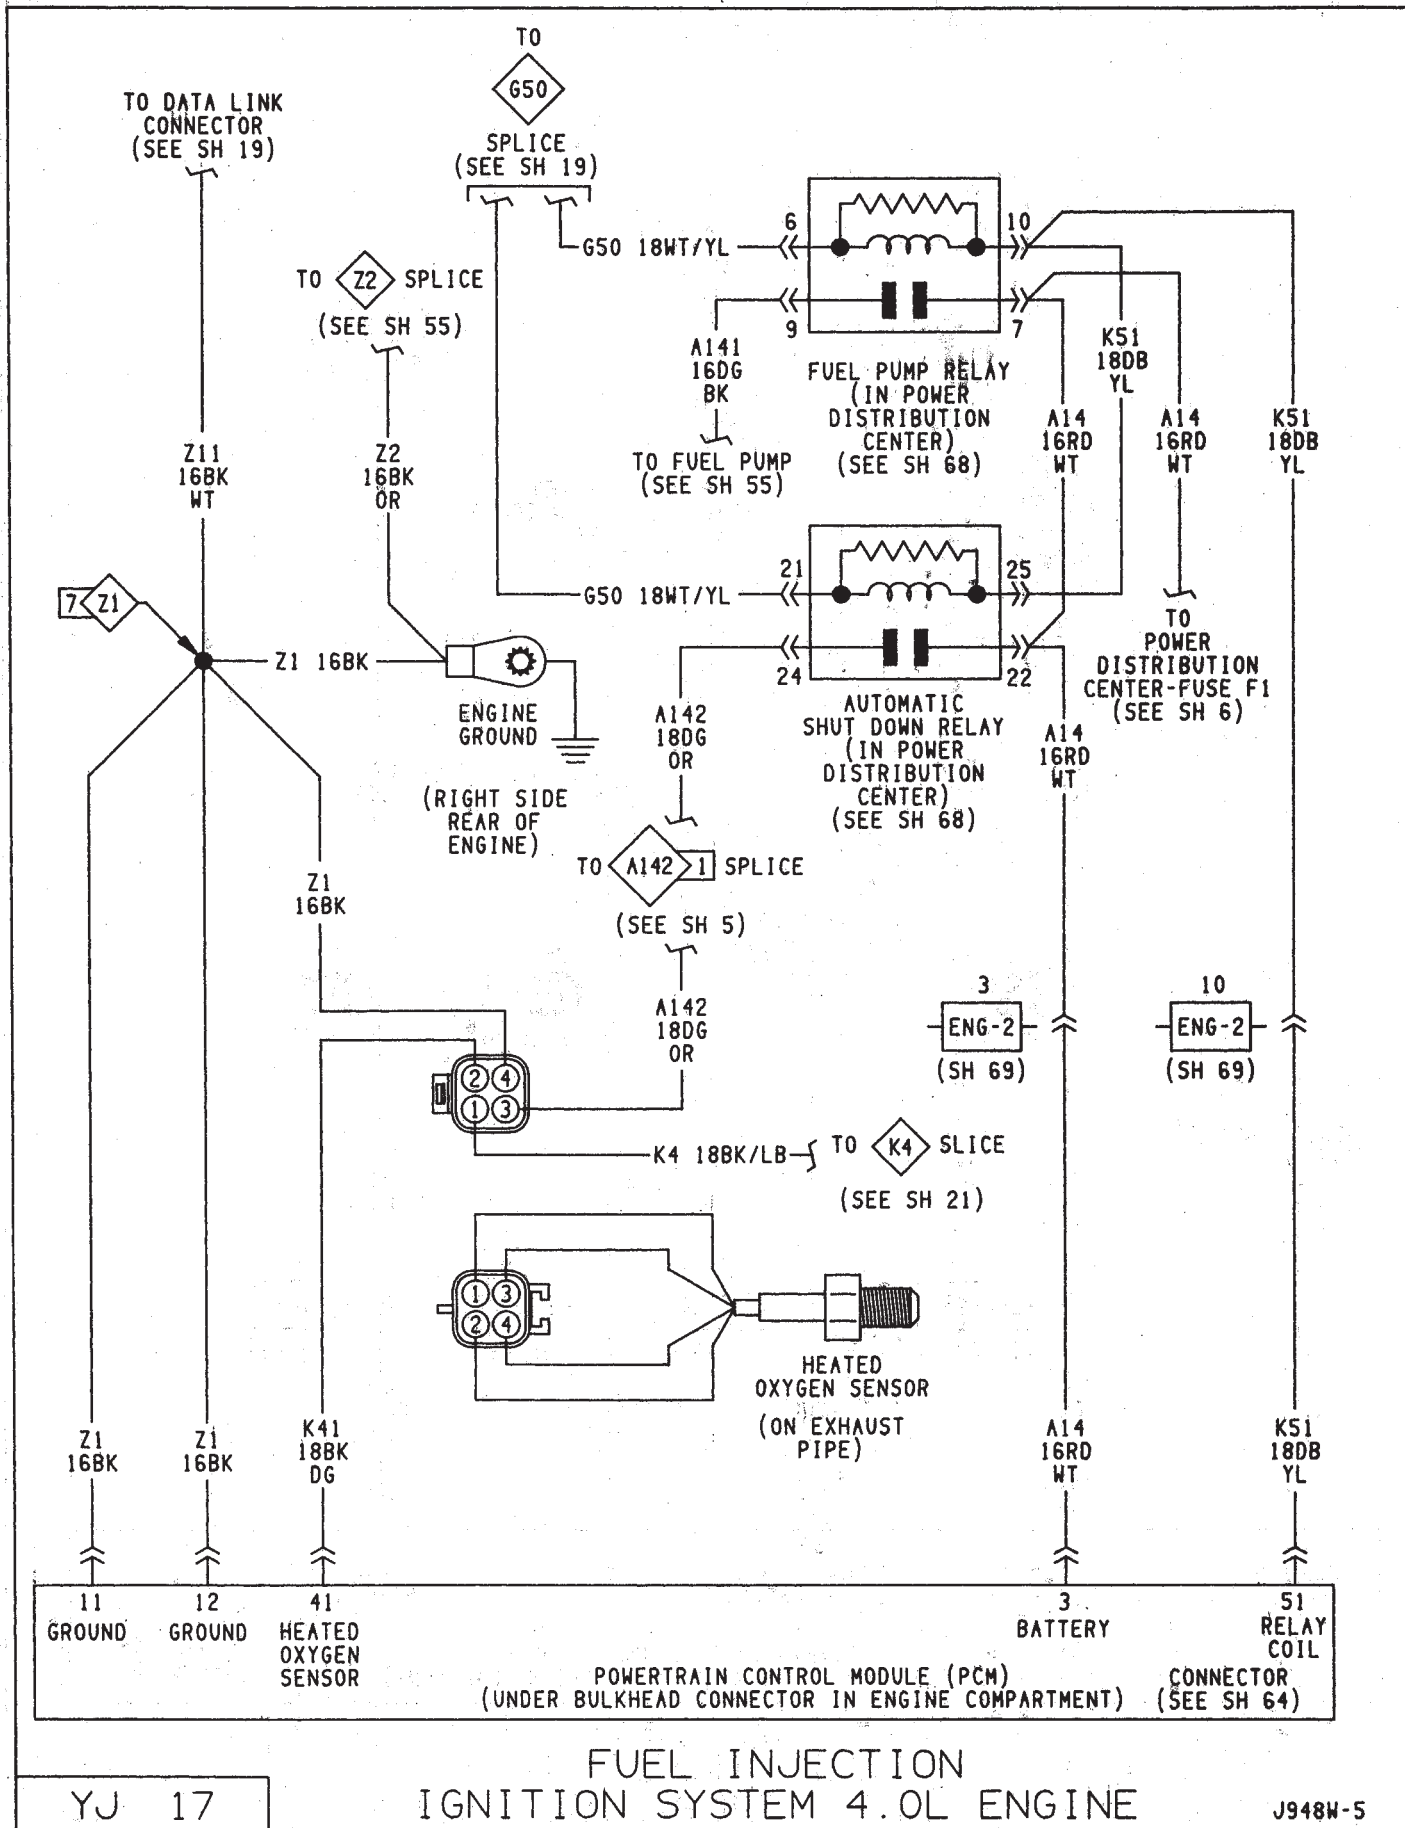 TO
G50
SPLICE
(SEE SH 19)
TO DATA LINK
CONNECTOR
(SEE SH 19)
6
10
G50 18WT/YL
TO Z2 SPLICE
(SEE SH 55)
9
7
A141
16DG
BK
K51
18DB
YL
FUEL PUMP RELAY
(IN POWER
DISTRIBUTION
CENTER)
(SEE SH 68)
TO FUEL PUMP
(SEE SH 55)
A14
16RD
WT
A14
16RD
WT
K51
18DB
YL
Z11
16BK
WT
Z2
16BK
OR
21
25
G50 18WT/YL
7 Z1
Z1 16BK
24
22
TO
POWER
DISTRIBUTION
CENTER-FUSE F1
(SEE SH 6)
ENGINE
GROUND
(RIGHT SIDE
REAR OF
ENGINE)
A142
18DG
OR
AUTOMATIC
SHUT DOWN RELAY
(IN POWER
DISTRIBUTION
CENTER)
(SEE SH 68)
A14
16RD
WT
TO A142 1 SPLICE
(SEE SH 5)
Z1
16BK
A142
18DG
OR
3
ENG-2
(SH 69)
10
ENG-2
(SH 69)
2 4
1 3
K4 18BK/LB
TO K4 SLICE
(SEE SH 21)
1 3
2 4
HEATED
OXYGEN SENSOR
(ON EXHAUST
PIPE)
Z1
16BK
Z1
16BK
K41
18BK
DG
A14
16RD
WT
K51
18DB
YL
11
GROUND
12
GROUND
41
HEATED
OXYGEN
SENSOR
3
BATTERY
51
RELAY
COIL
POWERTRAIN CONTROL MODULE (PCM)
(UNDER BULKHEAD CONNECTOR IN ENGINE COMPARTMENT)
CONNECTOR
(SEE SH 64)
FUEL INJECTION
IGNITION SYSTEM 4.0L ENGINE
YJ 17
J948W-5